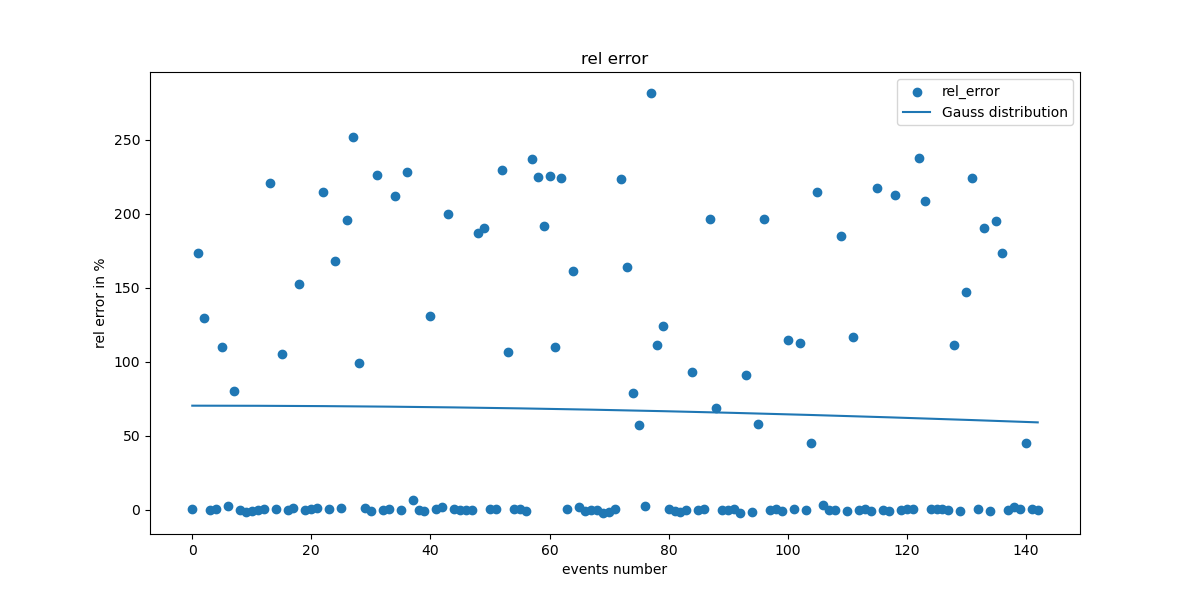 rel error
rel_error
Gauss distribution
rel error in %
250
200
150
100
50
0
0 20 40 60 80 100 120 140
events number